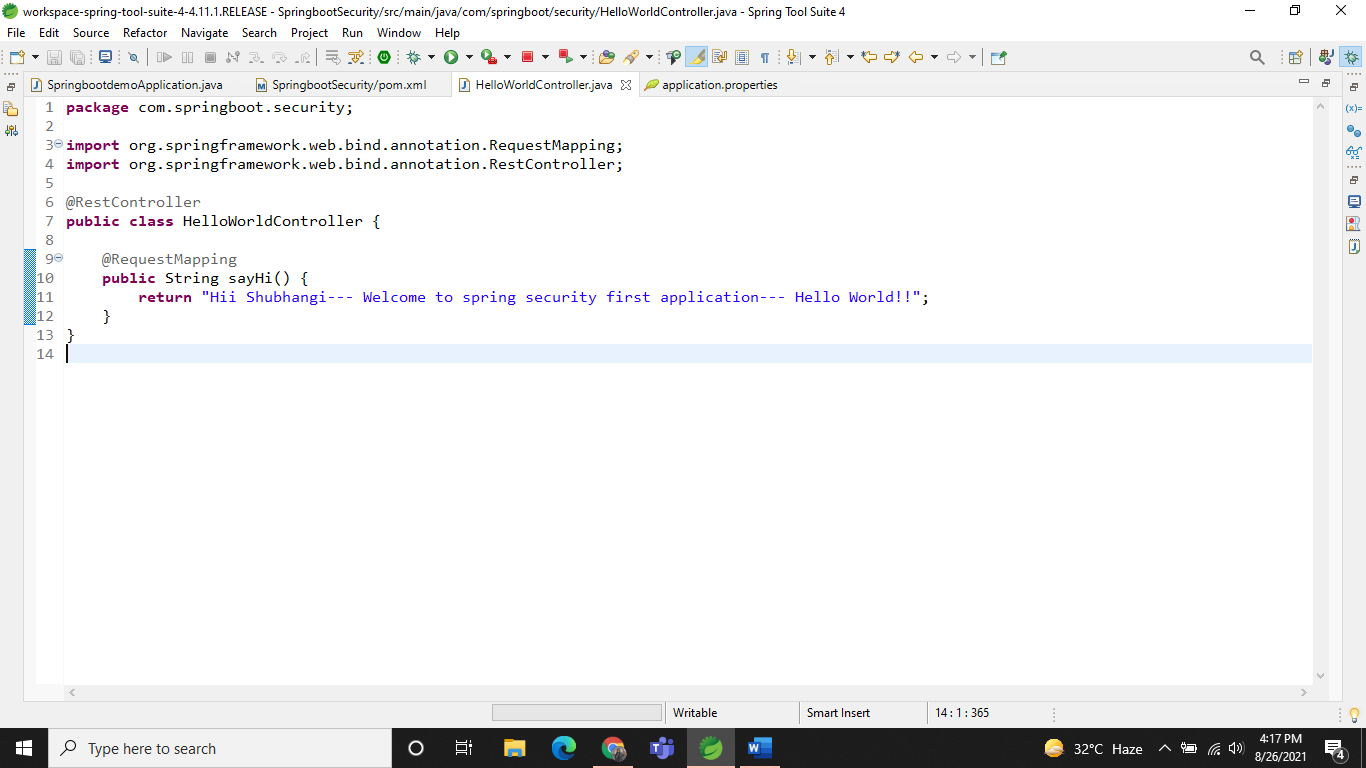 workspace-spring-tool-suite-4-4.11.1.RELEASE - SpringbootSecurity/src/main/java/com/springboot/security/HelloWorldController.java - Spring Tool Suite 4
File Edit Source Refactor Navigate Search Project Run Window Help
SpringbootdemoApplication.java SpringbootSecurity/pom.xml HelloWorldController.java application.properties
1 package com.springboot.security;
2
3 import org.springframework.web.bind.annotation.RequestMapping;
4 import org.springframework.web.bind.annotation.RestController;
5
6 @RestController
7 public class HelloWorldController {
8
9 @RequestMapping
10 public String sayHi() {
11 return "Hii Shubhangi--- Welcome to spring security first application--- Hello World!!";
12 }
13 }
14
Writable Smart Insert 14 : 1 : 365
Type here to search
32°C Haze
4:17 PM
8/26/2021
4